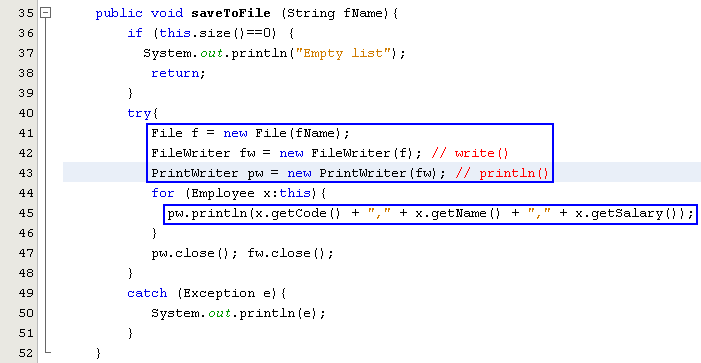 35 public void saveToFile (String fName){
36 if (this.size()==0) {
37 System.out.println("Empty list");
38 return;
39 }
40 try{
41 File f = new File(fName);
42 FileWriter fw = new FileWriter(f); // write()
43 PrintWriter pw = new PrintWriter(fw); // println()
44 for (Employee x:this){
45 pw.println(x.getCode() + "," + x.getName() + "," + x.getSalary());
46 }
47 pw.close(); fw.close();
48 }
49 catch (Exception e){
50 System.out.println(e);
51 }
52 }